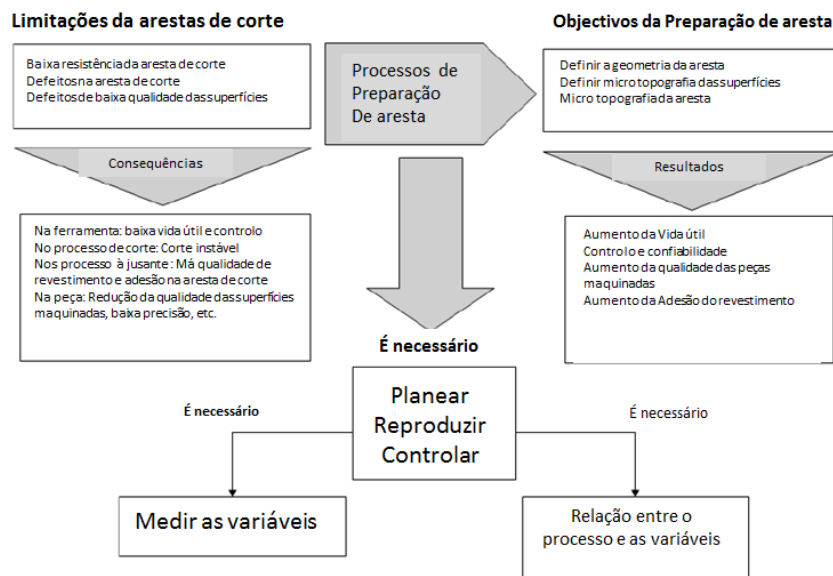 Limitações da arestas de corte
Objectivos da Preparação de aresta
Baixa resistência da aresta de corte
Defeitos na aresta de corte
Defeitos de baixa qualidade das superfícies
Processos de
Preparação
De aresta
Definir a geometria da aresta
Definir micro topografia das superfícies
Micro topografia da aresta
Consequências
Resultados
Na ferramenta: baixa vida útil e controlo
No processo de corte: Corte instável
Nos processo à jusante : Má qualidade de
revestimento e adesão na aresta de corte
Na peça: Redução da qualidade das superfícies
maquinadas, baixa precisão, etc.
Aumento da Vida útil
Controlo e confiabilidade
Aumento da qualidade das peças
maquinadas
Aumento da Adesão do revestimento
É necessário
Planear
Reproduzir
Controlar
É necessário
É necessário
Medir as variáveis
Relação entre o
processo e as variáveis